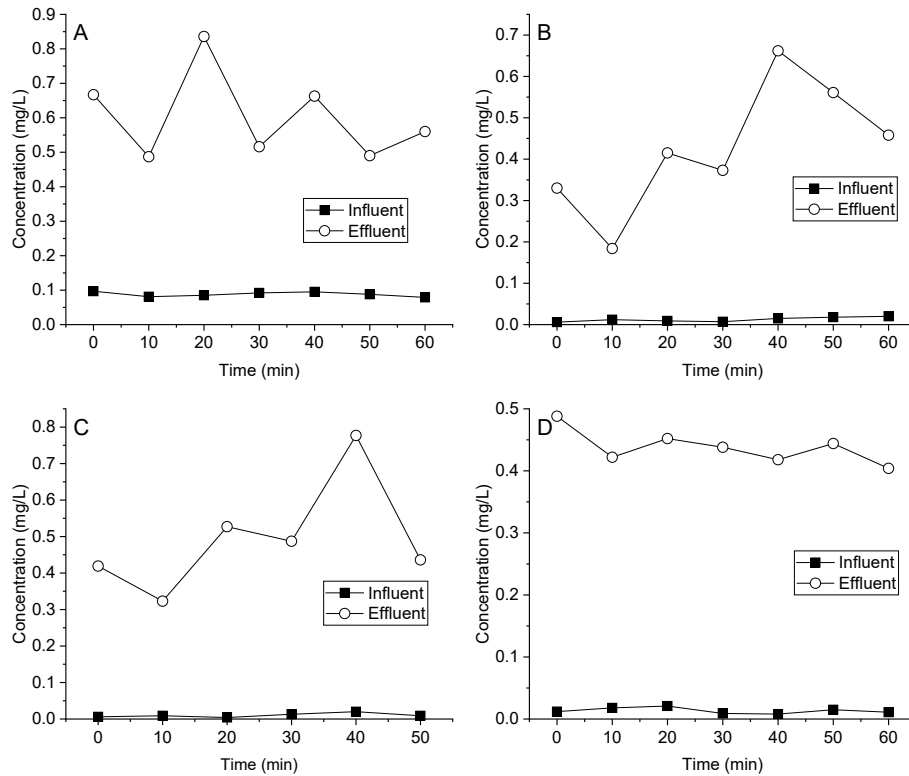 A
Concentration (mg/L)
0.9
0.8
0.7
0.6
0.5
0.4
0.3
0.2
0.1
0.0
Influent
Effluent
0 10 20 30 40 50 60
Time (min)
B
Concentration (mg/L)
0.7
0.6
0.5
0.4
0.3
0.2
0.1
0.0
Influent
Effluent
0 10 20 30 40 50 60
Time (min)
C
Concentration (mg/L)
0.8
0.7
0.6
0.5
0.4
0.3
0.2
0.1
0.0
Influent
Effluent
0 10 20 30 40 50
Time (min)
D
Concentration (mg/L)
0.5
0.4
0.3
0.2
0.1
0.0
Influent
Effluent
0 10 20 30 40 50 60
Time (min)